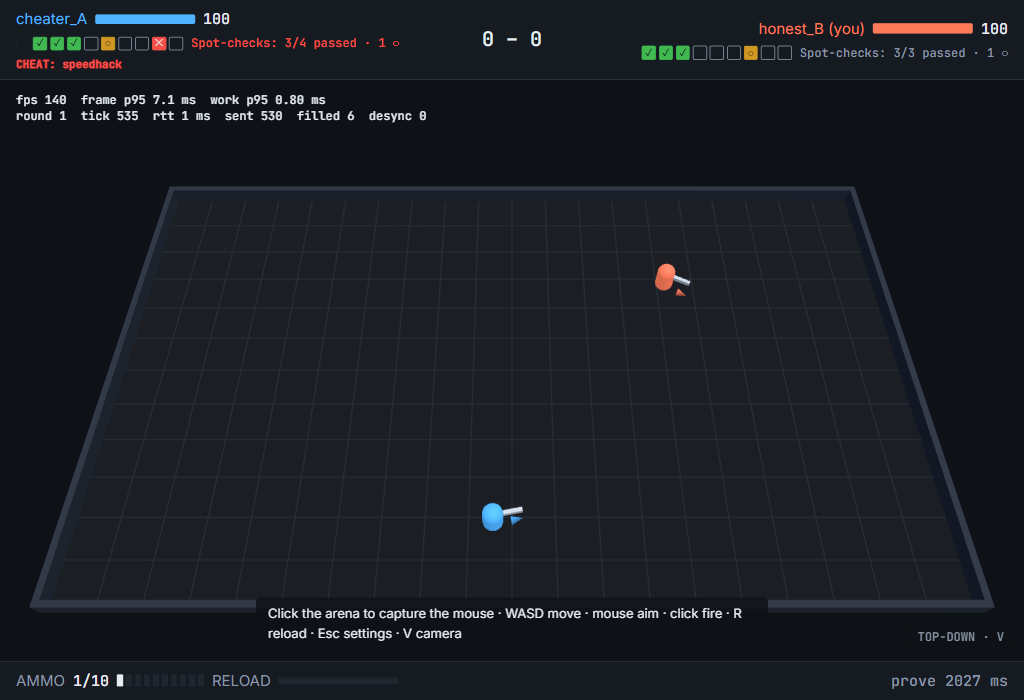 cheater_A 100
✓ ✓ ✓ ○ ✕ Spot-checks: 3/4 passed · 1 ○
CHEAT: speedhack
0 – 0
honest_B (you) 100
✓ ✓ ✓ ○ Spot-checks: 3/3 passed · 1 ○
fps 140 frame p95 7.1 ms work p95 0.80 ms
round 1 tick 535 rtt 1 ms sent 530 filled 6 desync 0
Click the arena to capture the mouse · WASD move · mouse aim · click fire · R
reload · Esc settings · V camera
TOP-DOWN · V
AMMO 1/10 RELOAD
prove 2027 ms